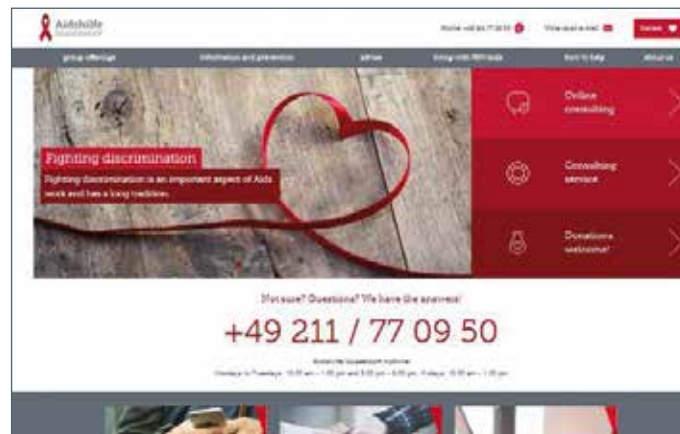 Aidshilfe
group offerings
information and prevention
advice
living with HIV/Aids
how to help
about us
Fighting discrimination
Fighting discrimination is an important aspect of Aids
work and has a long tradition.
Online
consulting
Consulting
service
Donations
welcome!
Not sure? Questions? We have the answers!
+49 211 / 77 09 50